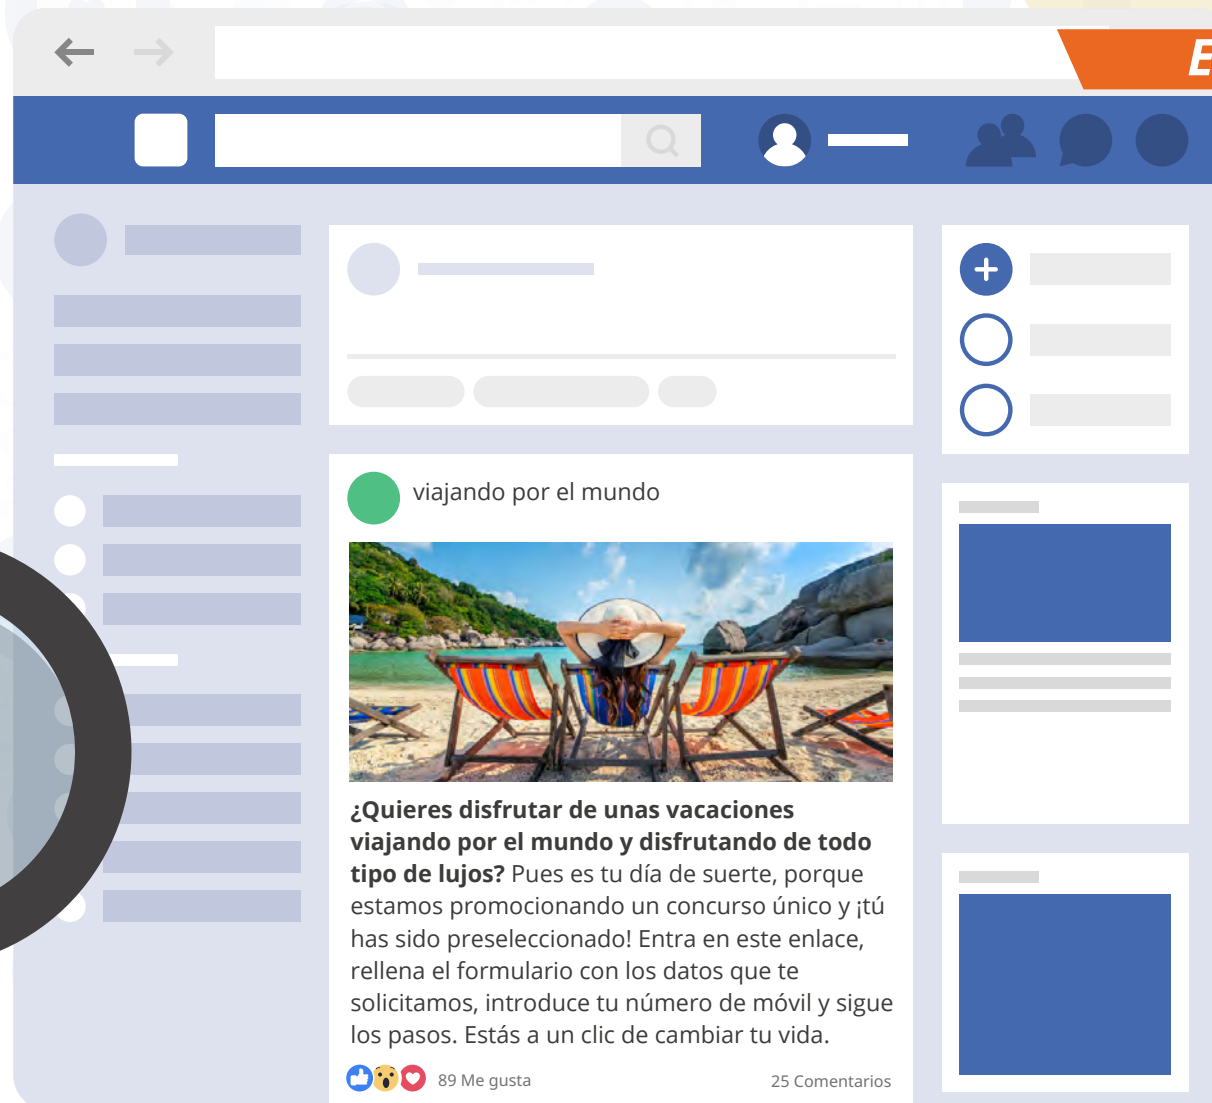 E
viajando por el mundo
¿Quieres disfrutar de unas vacaciones
viajando por el mundo y disfrutando de todo
tipo de lujos? Pues es tu día de suerte, porque
estamos promocionando un concurso único y ¡tú
has sido preseleccionado! Entra en este enlace,
rellena el formulario con los datos que te
solicitamos, introduce tu número de móvil y sigue
los pasos. Estás a un clic de cambiar tu vida.
89 Me gusta
25 Comentarios